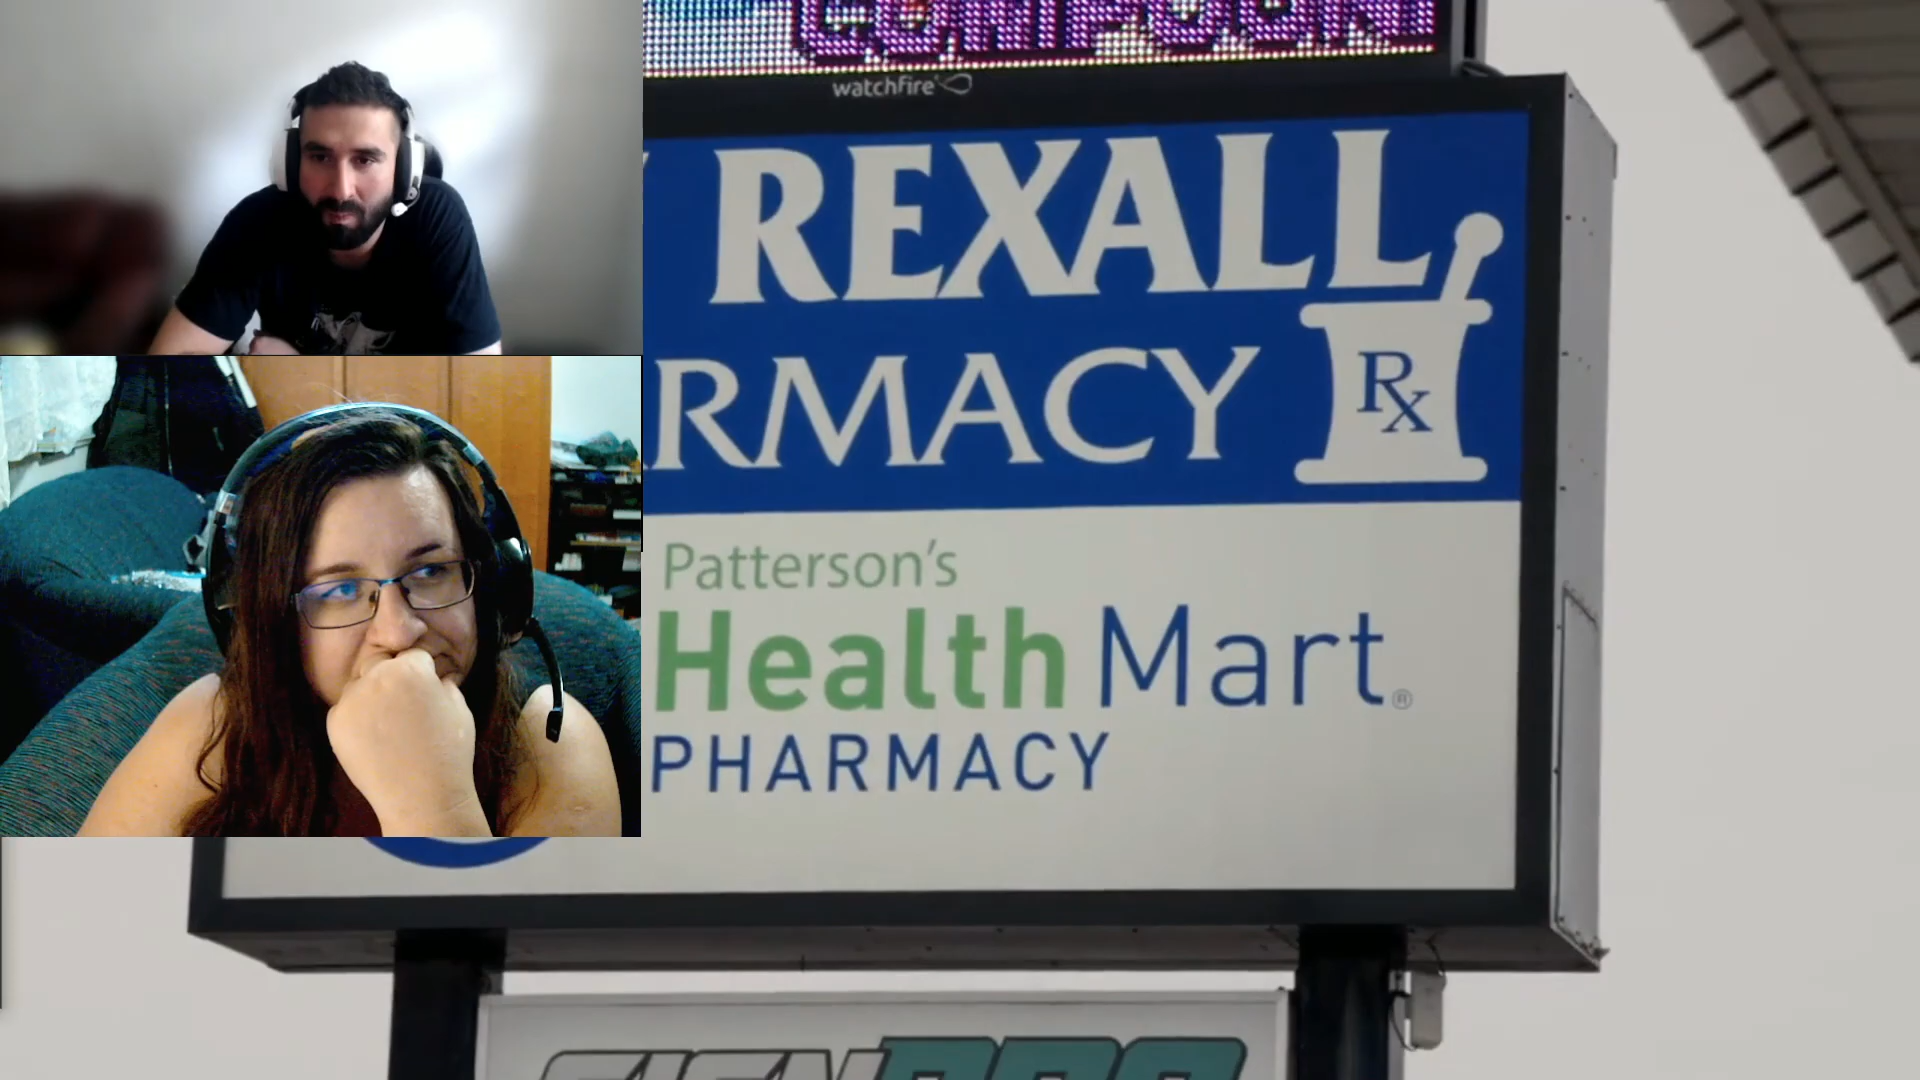 watchfire
REXALL
RMACY
Rx
Patterson's
Health Mart®
PHARMACY